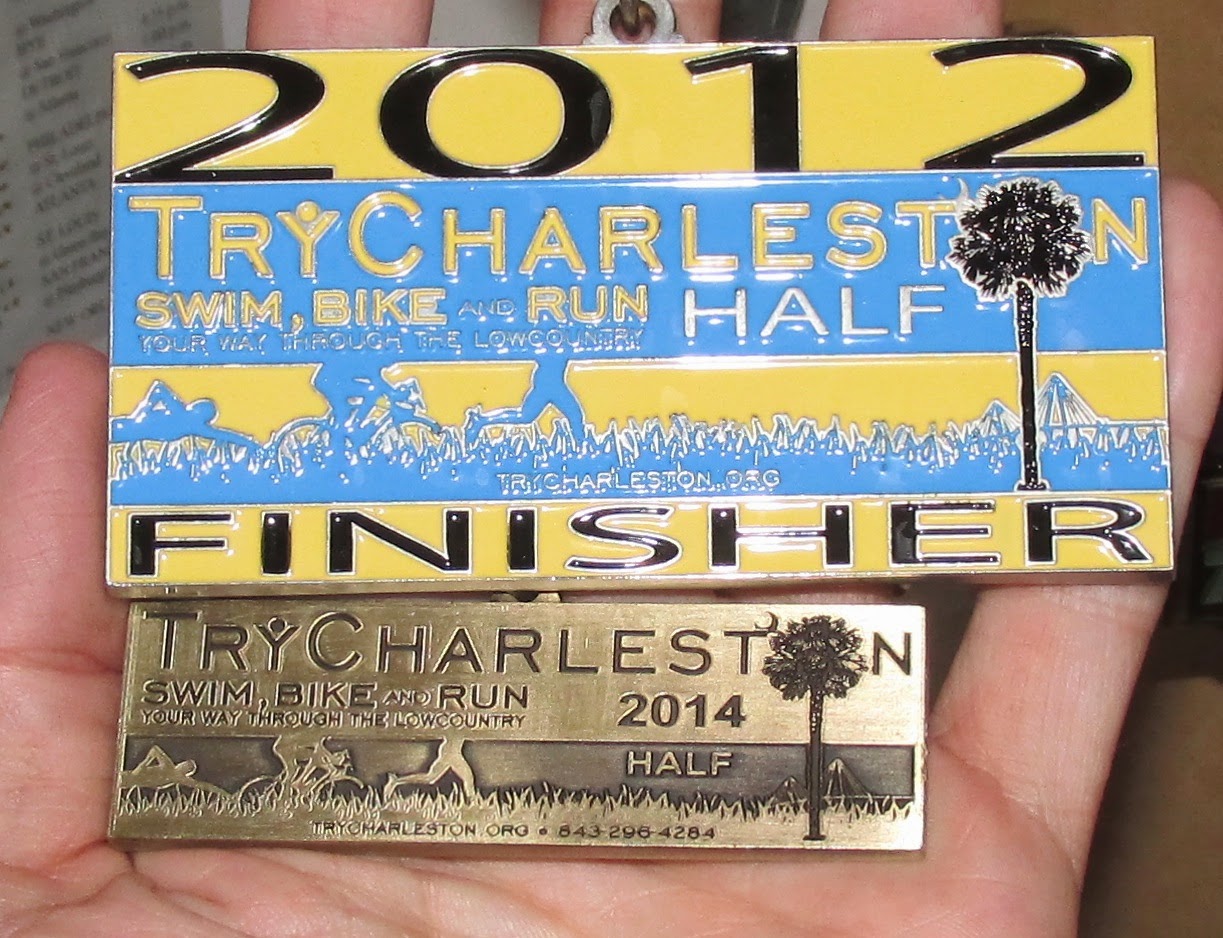 2012
TRYCHARLESTON
SWIM, BIKE AND RUN HALF
YOUR WAY THROUGH THE LOWCOUNTRY
TRYCHARLESTON.ORG
FINISHER
TRYCHARLESTON
SWIM, BIKE AND RUN
2014
YOUR WAY THROUGH THE LOWCOUNTRY
HALF
TRYCHARLESTON.ORG • 843-296-4284